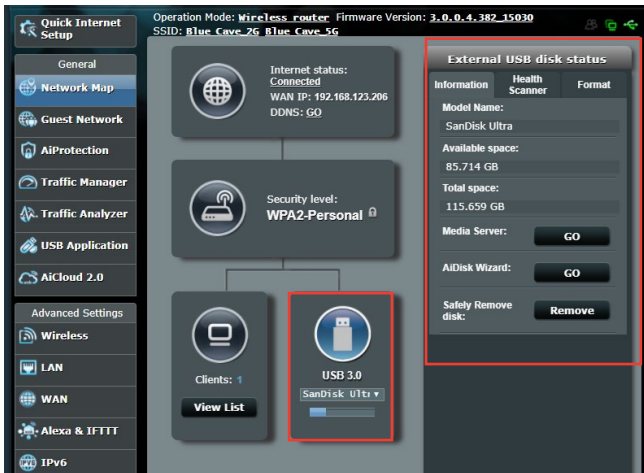 Quick Internet
Setup
Operation Mode: Wireless router Firmware Version: 3.0.0.4.382_15030
SSID: Blue Cave_2G Blue Cave_5G
General
Network Map
Guest Network
AiProtection
Traffic Manager
Traffic Analyzer
USB Application
AiCloud 2.0
Advanced Settings
Wireless
LAN
WAN
Alexa & IFTTT
IPv6
Internet status:
Connected
WAN IP: 192.168.123.206
DDNS: GO
Security level:
WPA2-Personal
Clients: 1
View List
USB 3.0
SanDisk Ultr
External USB disk status
Information
Health
Scanner
Format
Model Name:
SanDisk Ultra
Available space:
85.714 GB
Total space:
115.659 GB
Media Server:
GO
AiDisk Wizard:
GO
Safely Remove
disk:
Remove